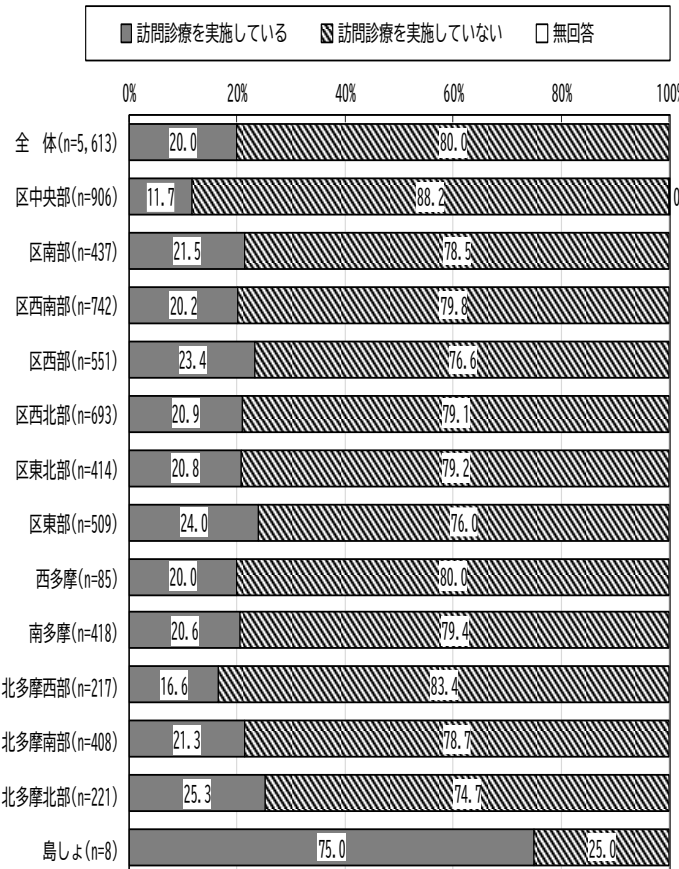 訪問診療を実施している 訪問診療を実施していない 無回答
0% 20% 40% 60% 80% 100%
全 体(n=5,613) 20.0 80.0
区中央部(n=906) 11.7 88.2 0
区南部(n=437) 21.5 78.5
区西南部(n=742) 20.2 79.8
区西部(n=551) 23.4 76.6
区西北部(n=693) 20.9 79.1
区東北部(n=414) 20.8 79.2
区東部(n=509) 24.0 76.0
西多摩(n=85) 20.0 80.0
南多摩(n=418) 20.6 79.4
北多摩西部(n=217) 16.6 83.4
北多摩南部(n=408) 21.3 78.7
北多摩北部(n=221) 25.3 74.7
島しょ(n=8) 75.0 25.0